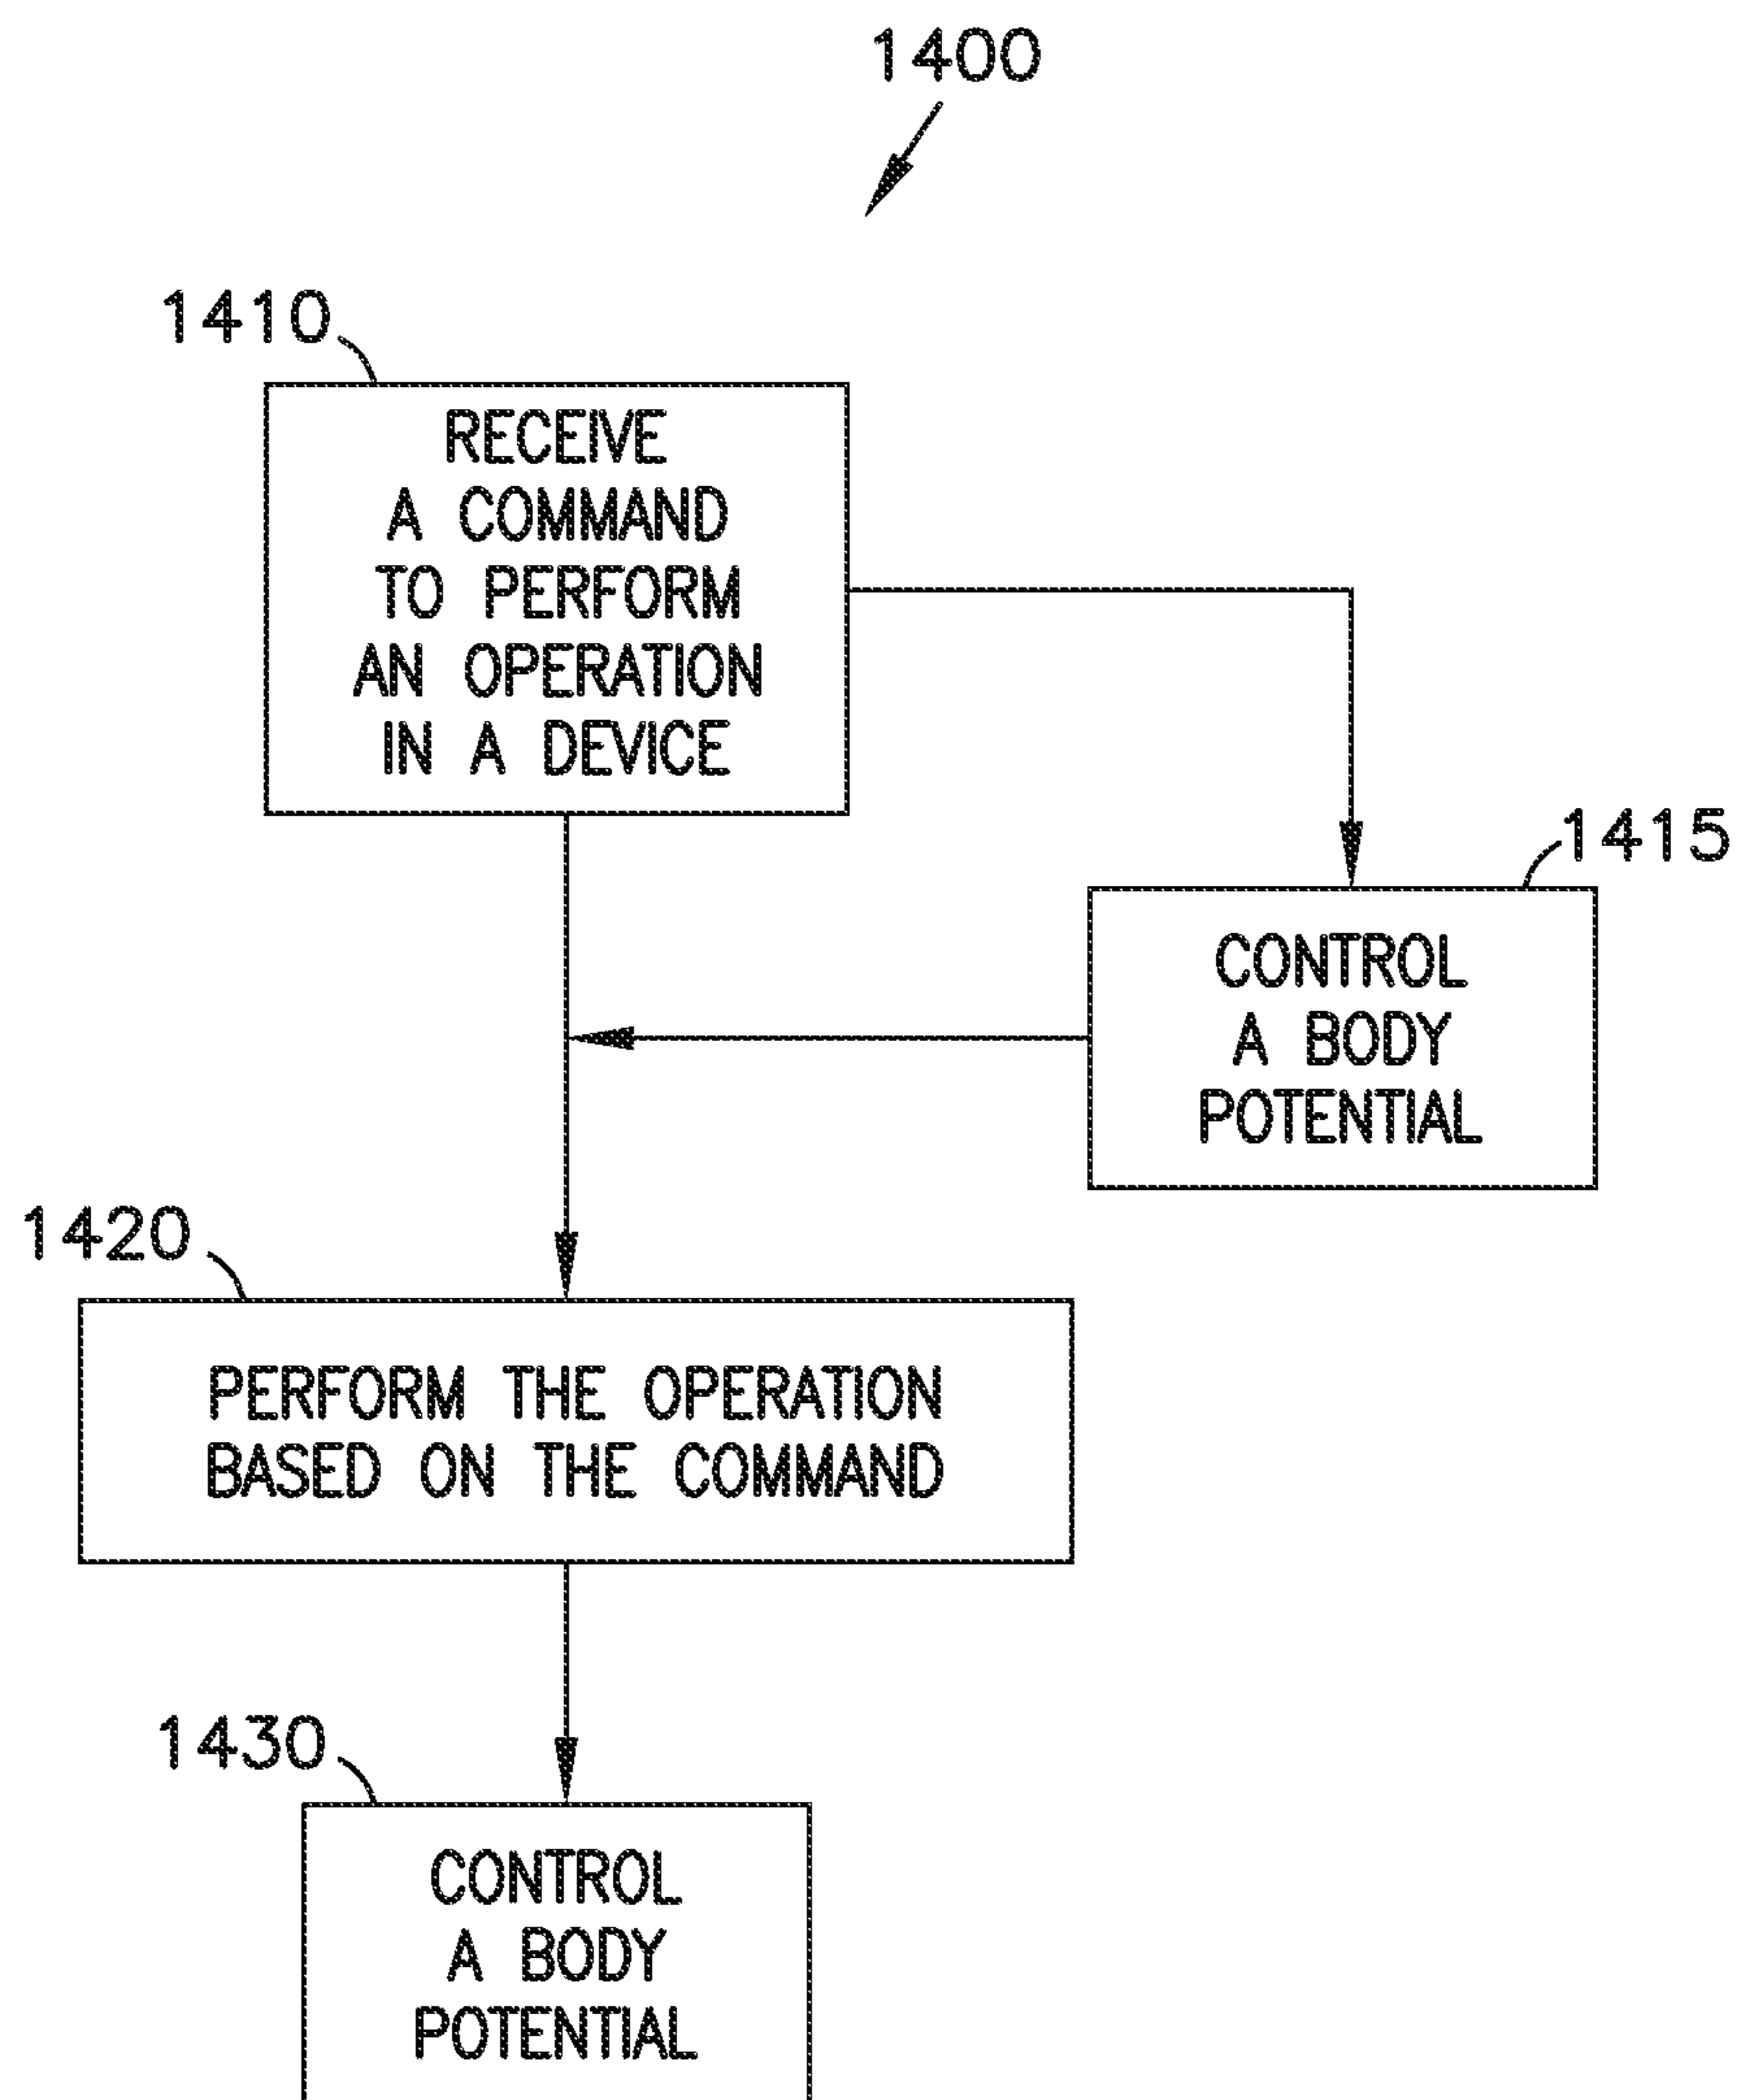 1400
1410
RECEIVE
A COMMAND
TO PERFORM
AN OPERATION
IN A DEVICE
1415
CONTROL
A BODY
POTENTIAL
1420
PERFORM THE OPERATION
BASED ON THE COMMAND
1430
CONTROL
A BODY
POTENTIAL